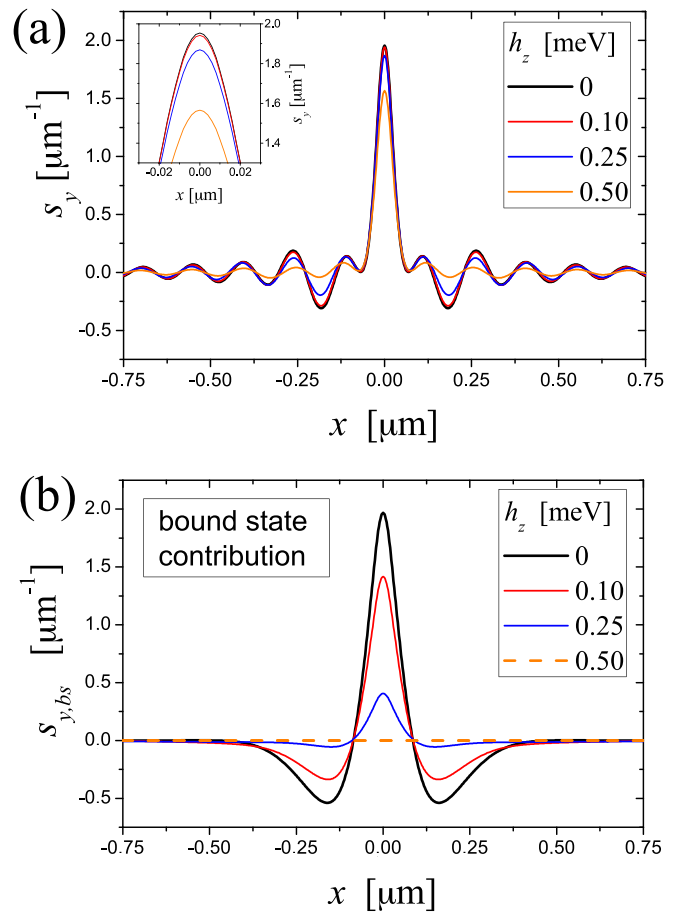 (a)
h_z [meV]
0
0.10
0.25
0.50
s_y [μm⁻¹]
2.0
1.5
1.0
0.5
0.0
-0.5
2.0
1.8
1.6
1.4
s_y [μm⁻¹]
-0.02 0.00 0.02
x [μm]
-0.75 -0.50 -0.25 0.00 0.25 0.50 0.75
x [μm]
(b)
bound state
contribution
h_z [meV]
0
0.10
0.25
0.50
s_{y,bs} [μm⁻¹]
2.0
1.5
1.0
0.5
0.0
-0.5
-0.75 -0.50 -0.25 0.00 0.25 0.50 0.75
x [μm]